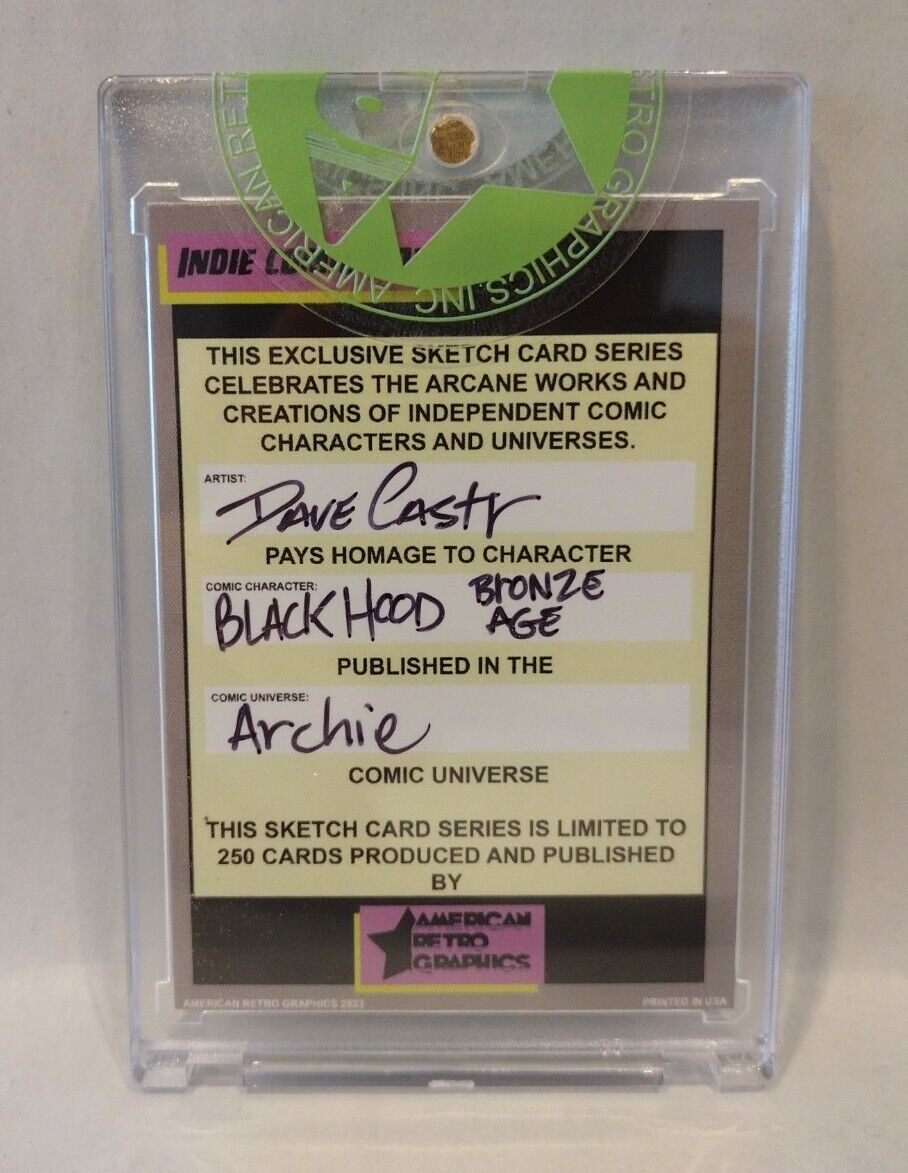 AMERICAN RETRO GRAPHICS, INC. AMERICAN RET
INDIE
THIS EXCLUSIVE SKETCH CARD SERIES
CELEBRATES THE ARCANE WORKS AND
CREATIONS OF INDEPENDENT COMIC
CHARACTERS AND UNIVERSES.
ARTIST:
DAVE Castr
PAYS HOMAGE TO CHARACTER
COMIC CHARACTER:
BLACK HOOD BRONZE
AGE
PUBLISHED IN THE
COMIC UNIVERSE:
Archie
COMIC UNIVERSE
THIS SKETCH CARD SERIES IS LIMITED TO
250 CARDS PRODUCED AND PUBLISHED
BY
AMERICAN
RETRO
GRAPHICS
AMERICAN RETRO GRAPHICS 2023
PRINTED IN USA